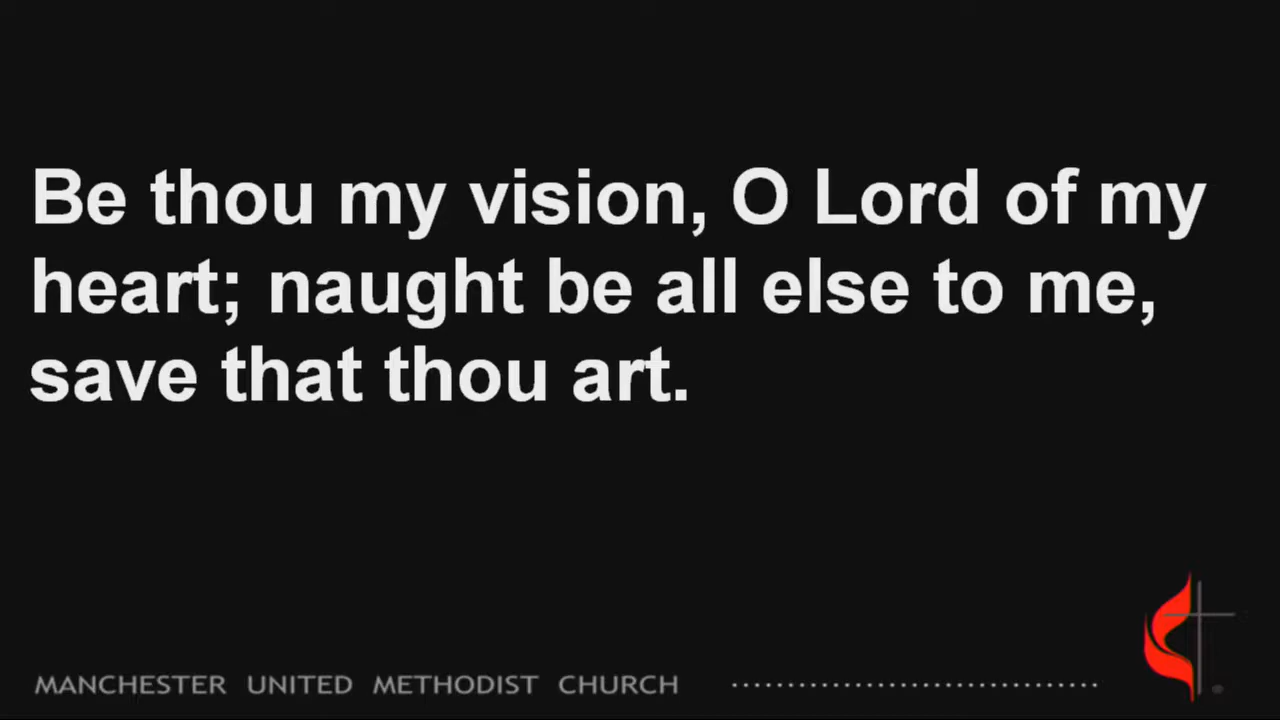 Be thou my vision, O Lord of my
heart; naught be all else to me,
save that thou art.
MANCHESTER UNITED METHODIST CHURCH